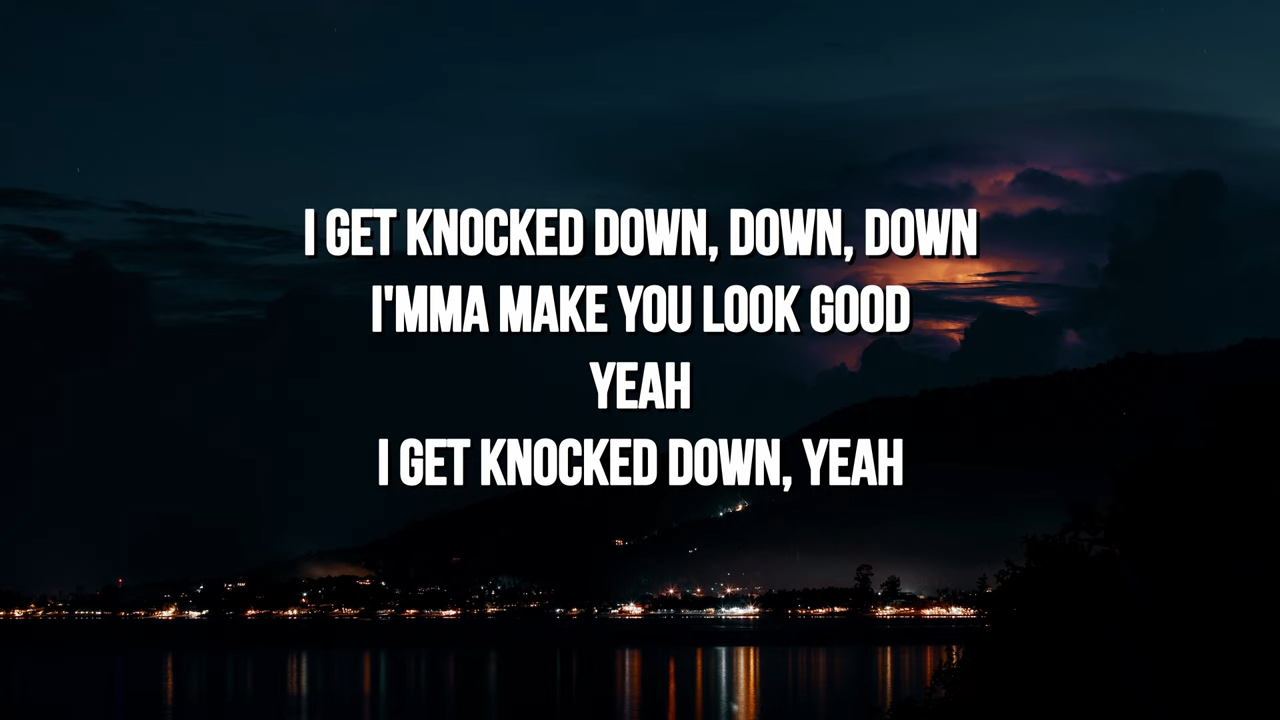 I GET KNOCKED DOWN, DOWN, DOWN
I'MMA MAKE YOU LOOK GOOD
YEAH
I GET KNOCKED DOWN, YEAH